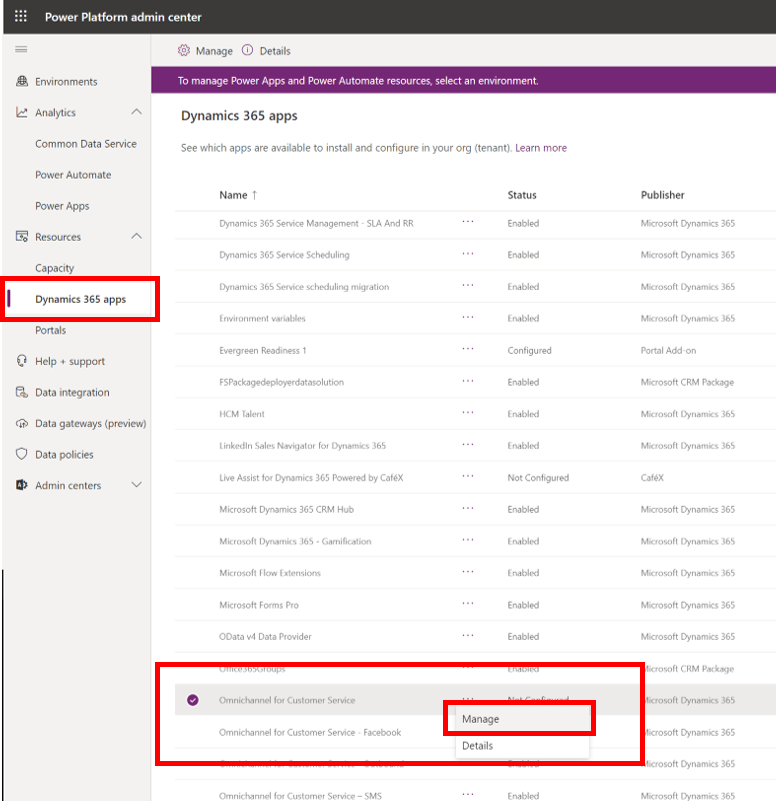 Power Platform admin center
Manage Details
Environments
To manage Power Apps and Power Automate resources, select an environment.
Analytics
Dynamics 365 apps
Common Data Service
See which apps are available to install and configure in your org (tenant). Learn more
Power Automate
Name ↑ Status Publisher
Power Apps
Dynamics 365 Service Management - SLA And RR ... Enabled Microsoft Dynamics 365
Resources
Dynamics 365 Service Scheduling ... Enabled Microsoft Dynamics 365
Capacity
Dynamics 365 Service scheduling migration ... Enabled Microsoft Dynamics 365
Dynamics 365 apps
Environment variables ... Enabled Microsoft Dynamics 365
Portals
Evergreen Readiness 1 ... Configured Portal Add-on
Help + support
FSPackagedeployerdatasolution ... Enabled Microsoft CRM Package
Data integration
HCM Talent ... Enabled Microsoft Dynamics 365
Data gateways (preview)
LinkedIn Sales Navigator for Dynamics 365 ... Enabled Microsoft Dynamics 365
Data policies
Live Assist for Dynamics 365 Powered by CaféX ... Not Configured CaféX
Admin centers
Microsoft Dynamics 365 CRM Hub ... Enabled Microsoft Dynamics 365
Microsoft Dynamics 365 - Gamification ... Enabled Microsoft Dynamics 365
Microsoft Flow Extensions ... Enabled Microsoft Dynamics 365
Microsoft Forms Pro ... Enabled Microsoft Dynamics 365
OData v4 Data Provider ... Enabled Microsoft Dynamics 365
Office365Groups ... Enabled Microsoft CRM Package
Omnichannel for Customer Service ... Not Configured Microsoft Dynamics 365
Manage
Omnichannel for Customer Service - Facebook Microsoft Dynamics 365
Details
Omnichannel for Customer Service - Outbound Enabled Microsoft Dynamics 365
Omnichannel for Customer Service – SMS ... Enabled Microsoft Dynamics 365